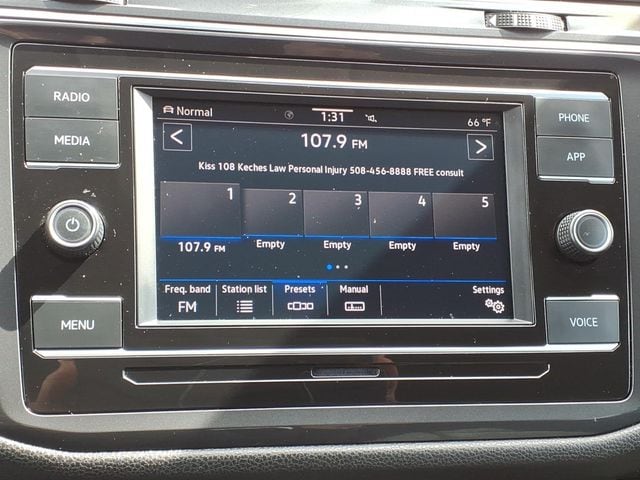 RADIO
MEDIA
MENU
Normal
1:31
66 °F
<
107.9 FM
>
Kiss 108 Keches Law Personal Injury 508-456-8888 FREE consult
1 2 3 4 5
107.9 FM Empty Empty Empty Empty
Freq. band Station list Presets Manual Settings
FM
PHONE
APP
VOICE